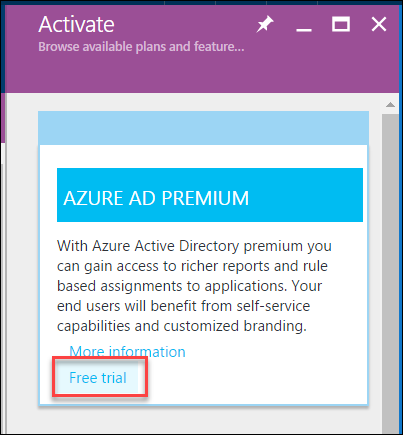 Activate
Browse available plans and feature...
AZURE AD PREMIUM
With Azure Active Directory premium you
can gain access to richer reports and rule
based assignments to applications. Your
end users will benefit from self-service
capabilities and customized branding.
More information
Free trial